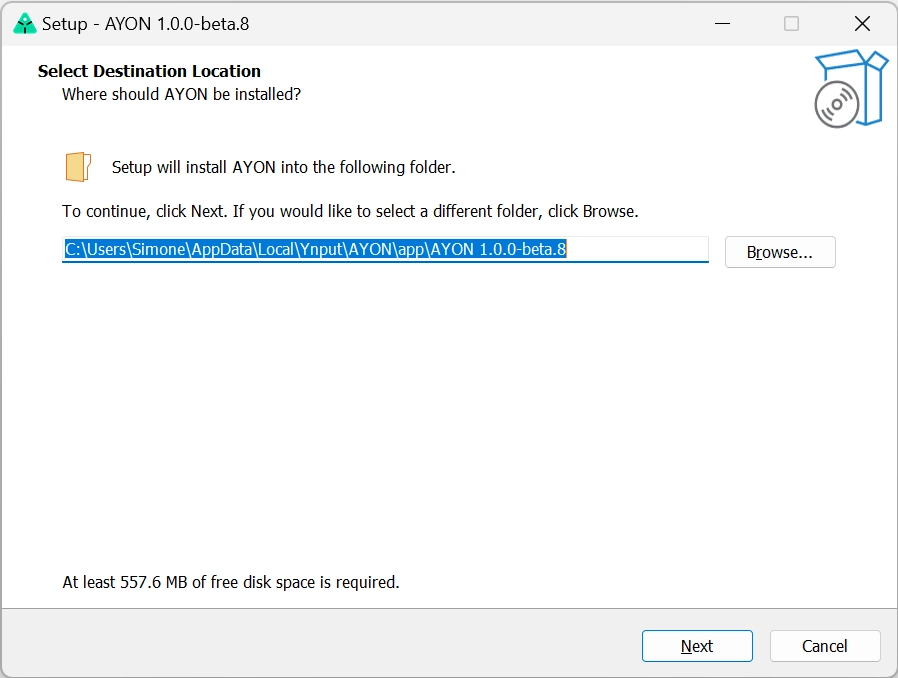 Setup - AYON 1.0.0-beta.8
Select Destination Location
Where should AYON be installed?
Setup will install AYON into the following folder.
To continue, click Next. If you would like to select a different folder, click Browse.
C:\Users\Simone\AppData\Local\Ynput\AYON\app\AYON 1.0.0-beta.8
Browse...
At least 557.6 MB of free disk space is required.
Next
Cancel